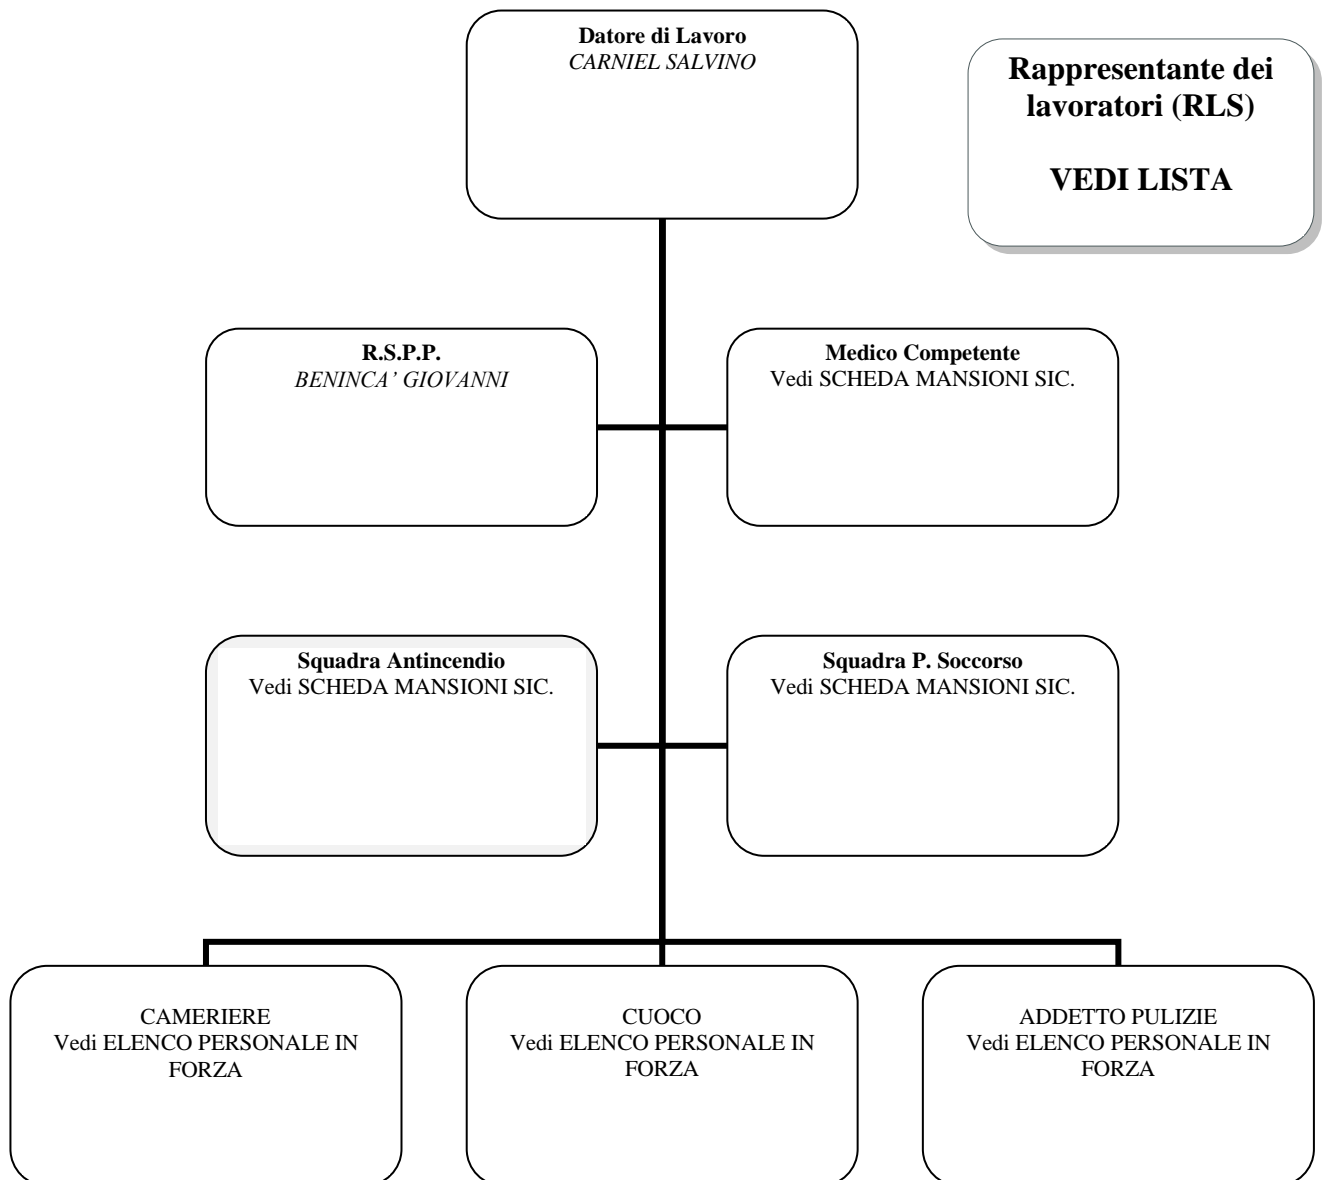 Datore di Lavoro
CARNIEL SALVINO
Rappresentante dei
lavoratori (RLS)
VEDI LISTA
R.S.P.P.
BENINCA’ GIOVANNI
Medico Competente
Vedi SCHEDA MANSIONI SIC.
Squadra Antincendio
Vedi SCHEDA MANSIONI SIC.
Squadra P. Soccorso
Vedi SCHEDA MANSIONI SIC.
CAMERIERE
Vedi ELENCO PERSONALE IN
FORZA
CUOCO
Vedi ELENCO PERSONALE IN
FORZA
ADDETTO PULIZIE
Vedi ELENCO PERSONALE IN
FORZA